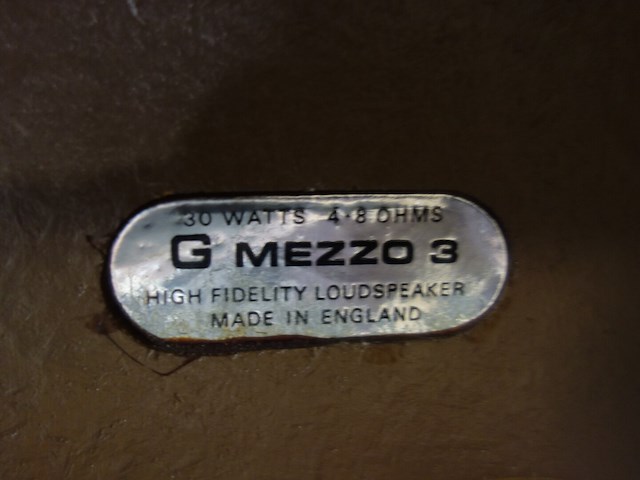 30 WATTS 4-8 OHMS
G MEZZO 3
HIGH FIDELITY LOUDSPEAKER
MADE IN ENGLAND